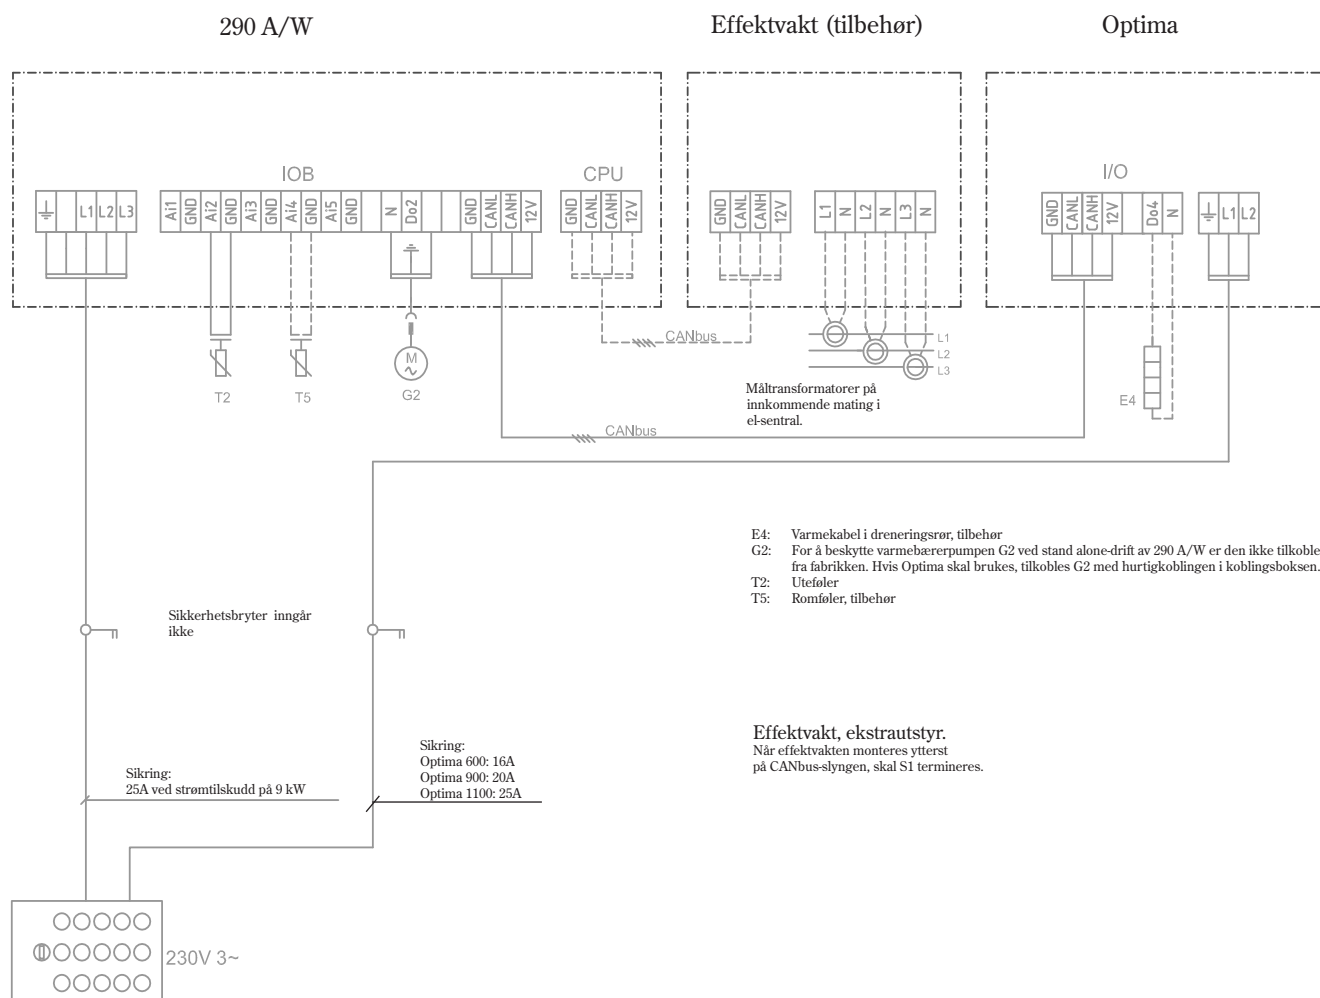 290 A/W
Effektvakt (tilbehør)
Optima
IOB
CPU
I/O
L1 L2 L3
Ai1 GND Ai2 GND Ai3 GND Ai4 GND Ai5 GND N Do2 GND CANL CANH 12V
GND CANL CANH 12V
GND CANL CANH 12V
L1 N L2 N L3 N
GND CANL CANH 12V Do4 N
L1 L2
CANbus
L1
L2
L3
M
T2
T5
G2
Måltransformatorer på
innkommende mating i
el-sentral.
E4
CANbus
E4: Varmekabel i dreneringsrør, tilbehør
G2: For å beskytte varmebærerpumpen G2 ved stand alone-drift av 290 A/W er den ikke tilkoble
fra fabrikken. Hvis Optima skal brukes, tilkobles G2 med hurtigkoblingen i koblingsboksen.
T2: Uteføler
T5: Romføler, tilbehør
Sikkerhetsbryter inngår
ikke
Effektvakt, ekstrautstyr.
Når effektvakten monteres ytterst
på CANbus-slyngen, skal S1 termineres.
Sikring:
25A ved strømtilskudd på 9 kW
Sikring:
Optima 600: 16A
Optima 900: 20A
Optima 1100: 25A
230V 3~